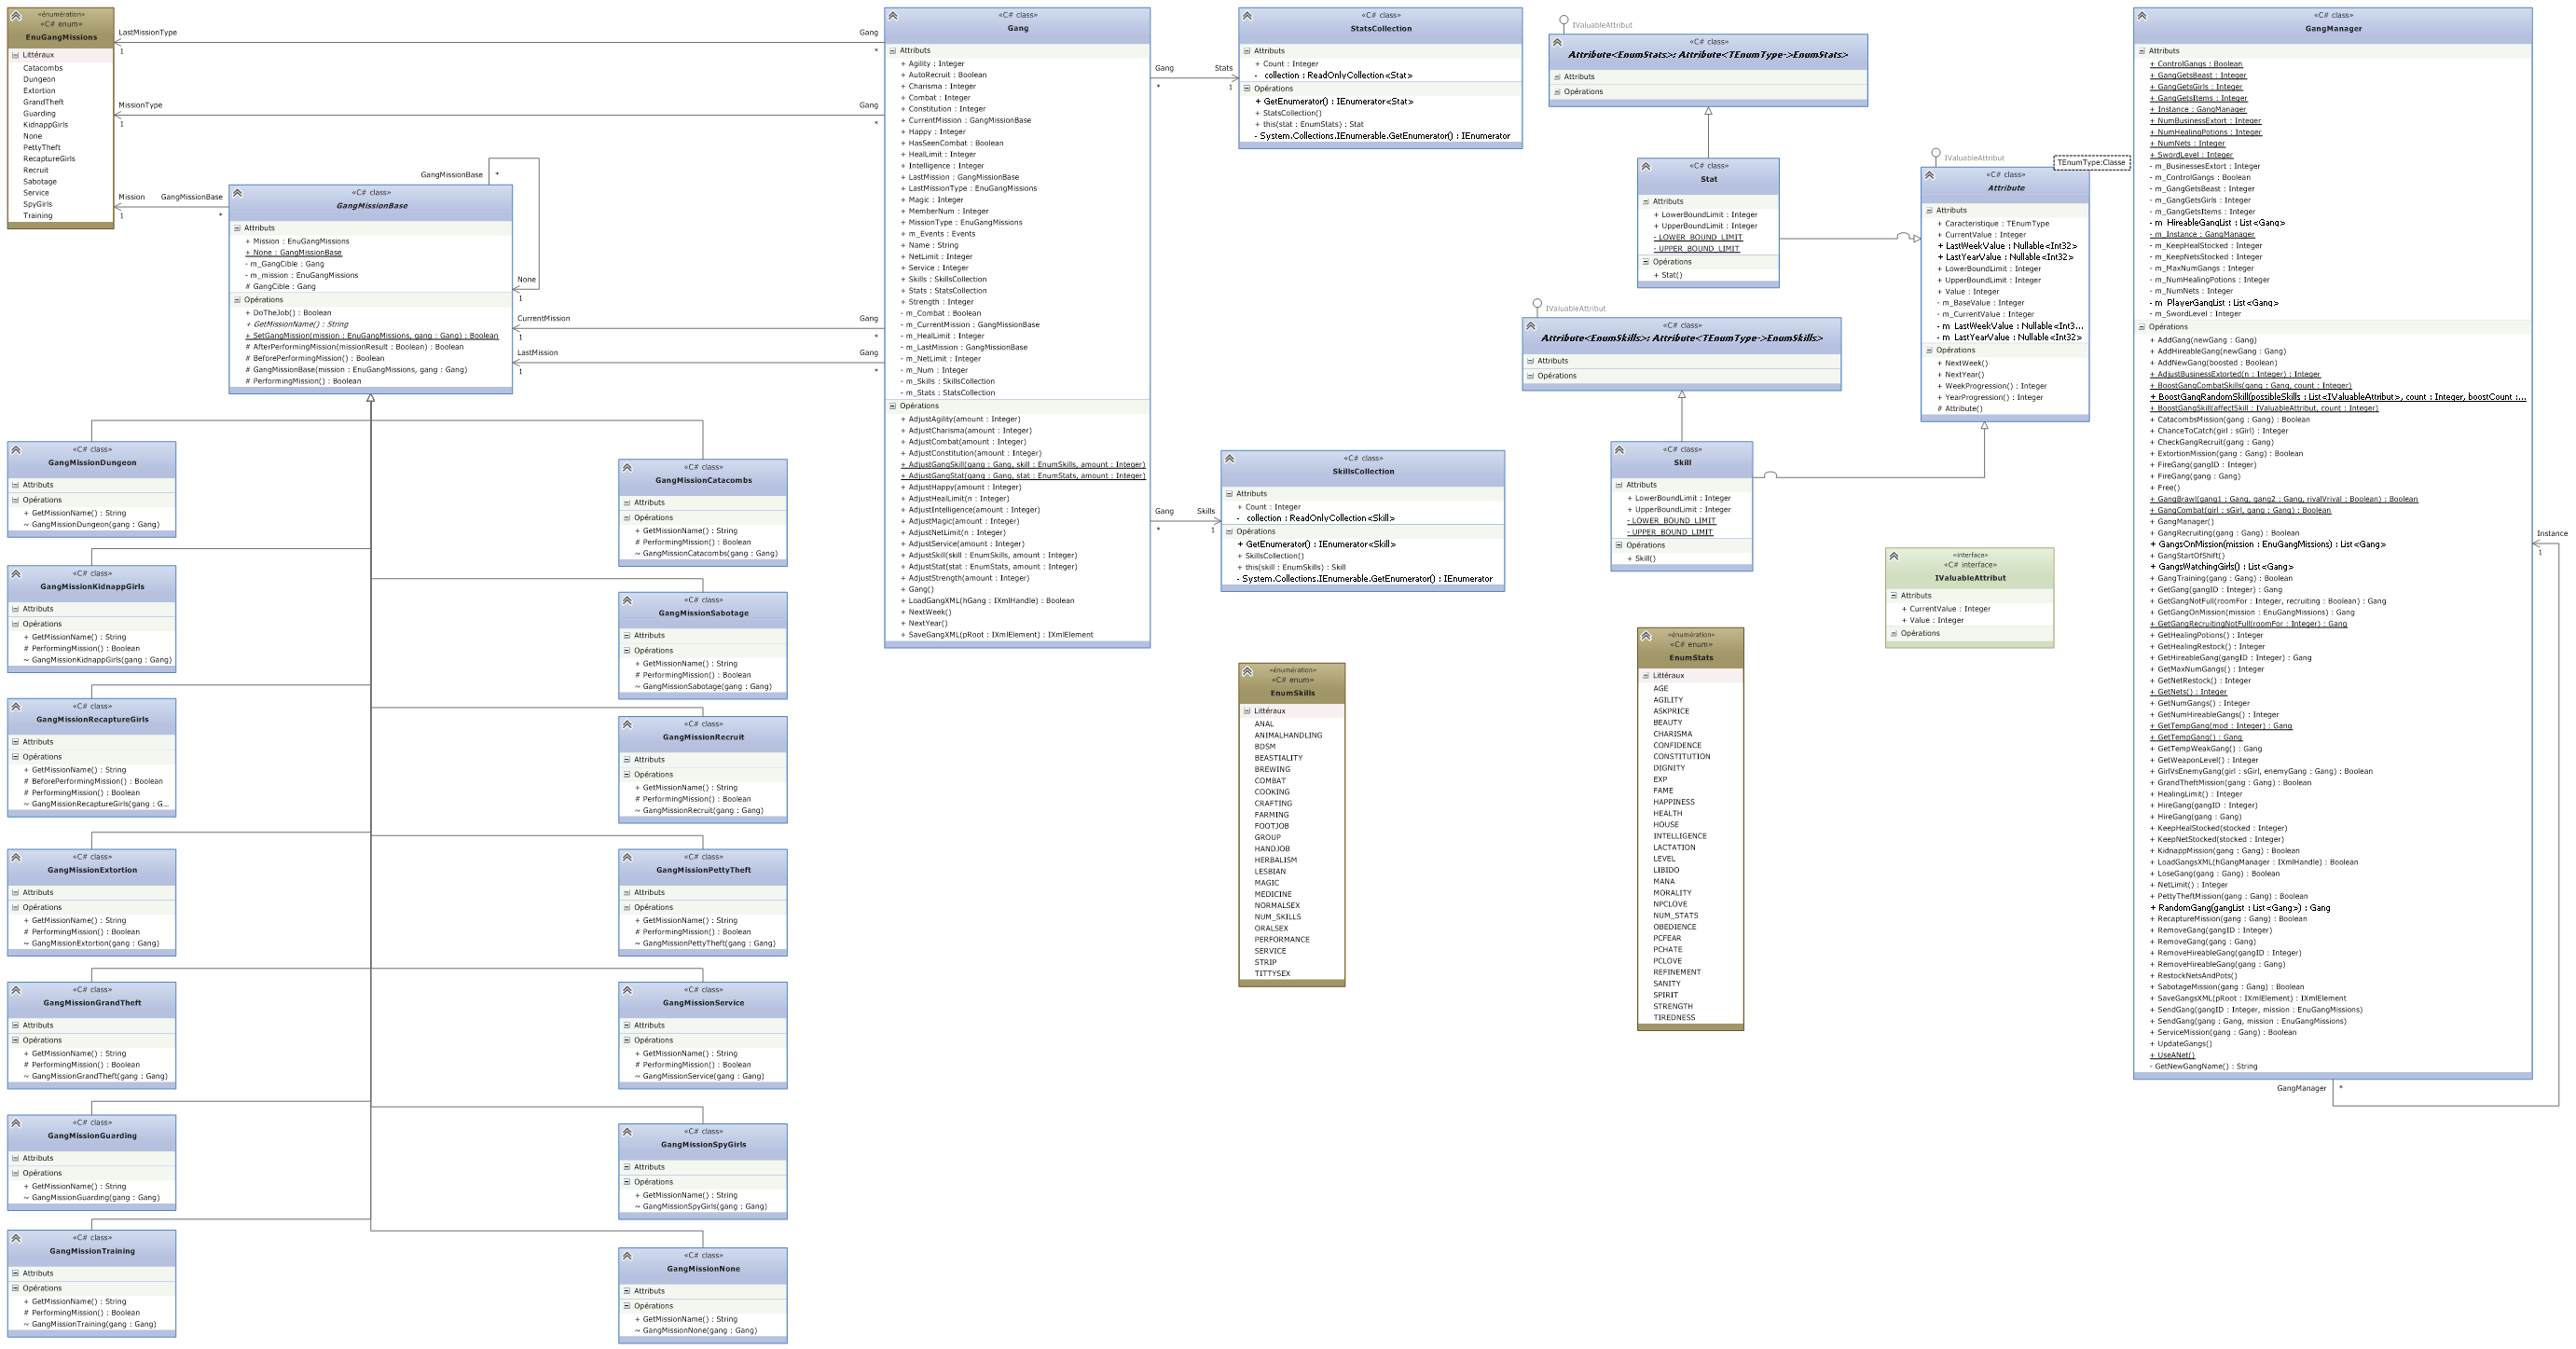 «énumération»
«C# enum»
EnuGangMissions
Littéraux
Catacombs
Dungeon
Extortion
GrandTheft
Guarding
KidnappGirls
None
PettyTheft
RecaptureGirls
Recruit
Sabotage
Service
SpyGirls
Training
LastMissionType
1
Gang
*
MissionType
1
Gang
*
Mission
1
GangMissionBase
*
GangMissionBase
*
None
1
CurrentMission
1
Gang
*
LastMission
1
Gang
*
«C# class»
GangMissionBase
Attributs
+ Mission : EnuGangMissions
+ None : GangMissionBase
- m_GangCible : Gang
- m_mission : EnuGangMissions
# GangCible : Gang
Opérations
+ DoTheJob() : Boolean
+ GetMissionName() : String
+ SetGangMission(mission : EnuGangMissions, gang : Gang) : Boolean
# AfterPerformingMission(missionResult : Boolean) : Boolean
# BeforePerformingMission() : Boolean
# GangMissionBase(mission : EnuGangMissions, gang : Gang)
# PerformingMission() : Boolean
«C# class»
GangMissionDungeon
Attributs
Opérations
+ GetMissionName() : String
~ GangMissionDungeon(gang : Gang)
«C# class»
GangMissionKidnappGirls
Attributs
Opérations
+ GetMissionName() : String
# PerformingMission() : Boolean
~ GangMissionKidnappGirls(gang : Gang)
«C# class»
GangMissionRecaptureGirls
Attributs
Opérations
+ GetMissionName() : String
# BeforePerformingMission() : Boolean
# PerformingMission() : Boolean
~ GangMissionRecaptureGirls(gang : G...
«C# class»
GangMissionExtortion
Attributs
Opérations
+ GetMissionName() : String
# PerformingMission() : Boolean
~ GangMissionExtortion(gang : Gang)
«C# class»
GangMissionGrandTheft
Attributs
Opérations
+ GetMissionName() : String
# PerformingMission() : Boolean
~ GangMissionGrandTheft(gang : Gang)
«C# class»
GangMissionGuarding
Attributs
Opérations
+ GetMissionName() : String
~ GangMissionGuarding(gang : Gang)
«C# class»
GangMissionTraining
Attributs
Opérations
+ GetMissionName() : String
# PerformingMission() : Boolean
~ GangMissionTraining(gang : Gang)
«C# class»
GangMissionCatacombs
Attributs
Opérations
+ GetMissionName() : String
# PerformingMission() : Boolean
~ GangMissionCatacombs(gang : Gang)
«C# class»
GangMissionSabotage
Attributs
Opérations
+ GetMissionName() : String
# PerformingMission() : Boolean
~ GangMissionSabotage(gang : Gang)
«C# class»
GangMissionRecruit
Attributs
Opérations
+ GetMissionName() : String
# PerformingMission() : Boolean
~ GangMissionRecruit(gang : Gang)
«C# class»
GangMissionPettyTheft
Attributs
Opérations
+ GetMissionName() : String
# PerformingMission() : Boolean
~ GangMissionPettyTheft(gang : Gang)
«C# class»
GangMissionService
Attributs
Opérations
+ GetMissionName() : String
# PerformingMission() : Boolean
~ GangMissionService(gang : Gang)
«C# class»
GangMissionSpyGirls
Attributs
Opérations
+ GetMissionName() : String
~ GangMissionSpyGirls(gang : Gang)
«C# class»
GangMissionNone
Attributs
Opérations
+ GetMissionName() : String
~ GangMissionNone(gang : Gang)
«C# class»
Gang
Attributs
+ Agility : Integer
+ AutoRecruit : Boolean
+ Charisma : Integer
+ Combat : Integer
+ Constitution : Integer
+ CurrentMission : GangMissionBase
+ Happy : Integer
+ HasSeenCombat : Boolean
+ HealLimit : Integer
+ Intelligence : Integer
+ LastMission : GangMissionBase
+ LastMissionType : EnuGangMissions
+ Magic : Integer
+ MemberNum : Integer
+ MissionType : EnuGangMissions
+ m_Events : Events
+ Name : String
+ NetLimit : Integer
+ Service : Integer
+ Skills : SkillsCollection
+ Stats : StatsCollection
+ Strength : Integer
- m_Combat : Boolean
- m_CurrentMission : GangMissionBase
- m_HealLimit : Integer
- m_LastMission : GangMissionBase
- m_NetLimit : Integer
- m_Num : Integer
- m_Skills : SkillsCollection
- m_Stats : StatsCollection
Opérations
+ AdjustAgility(amount : Integer)
+ AdjustCharisma(amount : Integer)
+ AdjustCombat(amount : Integer)
+ AdjustConstitution(amount : Integer)
+ AdjustGangSkill(gang : Gang, skill : EnumSkills, amount : Integer)
+ AdjustGangStat(gang : Gang, stat : EnumStats, amount : Integer)
+ AdjustHappy(amount : Integer)
+ AdjustHealLimit(n : Integer)
+ AdjustIntelligence(amount : Integer)
+ AdjustMagic(amount : Integer)
+ AdjustNetLimit(n : Integer)
+ AdjustService(amount : Integer)
+ AdjustSkill(skill : EnumSkills, amount : Integer)
+ AdjustStat(stat : EnumStats, amount : Integer)
+ AdjustStrength(amount : Integer)
+ Gang()
+ LoadGangXML(hGang : IXmlHandle) : Boolean
+ NextWeek()
+ NextYear()
+ SaveGangXML(pRoot : IXmlElement) : IXmlElement
Gang
*
Stats
1
Gang
*
Skills
1
«C# class»
StatsCollection
Attributs
+ Count : Integer
- collection : ReadOnlyCollection<Stat>
Opérations
+ GetEnumerator() : IEnumerator<Stat>
+ StatsCollection()
+ this(stat : EnumStats) : Stat
- System.Collections.IEnumerable.GetEnumerator() : IEnumerator
«C# class»
SkillsCollection
Attributs
+ Count : Integer
- collection : ReadOnlyCollection<Skill>
Opérations
+ GetEnumerator() : IEnumerator<Skill>
+ SkillsCollection()
+ this(skill : EnumSkills) : Skill
- System.Collections.IEnumerable.GetEnumerator() : IEnumerator
«énumération»
«C# enum»
EnumSkills
Littéraux
ANAL
ANIMALHANDLING
BDSM
BEASTIALITY
BREWING
COMBAT
COOKING
CRAFTING
FARMING
FOOTJOB
GROUP
HANDJOB
HERBALISM
LESBIAN
MAGIC
MEDICINE
NORMALSEX
NUM_SKILLS
ORALSEX
PERFORMANCE
SERVICE
STRIP
TITTYSEX
IValuableAttribut
«C# class»
Attribute<EnumStats>: Attribute<TEnumType->EnumStats>
Attributs
Opérations
«C# class»
Stat
Attributs
+ LowerBoundLimit : Integer
+ UpperBoundLimit : Integer
- LOWER_BOUND_LIMIT
- UPPER_BOUND_LIMIT
Opérations
+ Stat()
IValuableAttribut
«C# class»
Attribute<EnumSkills>: Attribute<TEnumType->EnumSkills>
Attributs
Opérations
«C# class»
Skill
Attributs
+ LowerBoundLimit : Integer
+ UpperBoundLimit : Integer
- LOWER_BOUND_LIMIT
- UPPER_BOUND_LIMIT
Opérations
+ Skill()
«énumération»
«C# enum»
EnumStats
Littéraux
AGE
AGILITY
ASKPRICE
BEAUTY
CHARISMA
CONFIDENCE
CONSTITUTION
DIGNITY
EXP
FAME
HAPPINESS
HEALTH
HOUSE
INTELLIGENCE
LACTATION
LEVEL
LIBIDO
MANA
MORALITY
NPCLOVE
NUM_STATS
OBEDIENCE
PCFEAR
PCHATE
PCLOVE
REFINEMENT
SANITY
SPIRIT
STRENGTH
TIREDNESS
IValuableAttribut
TEnumType:Classe
«C# class»
Attribute
Attributs
+ Caracteristique : TEnumType
+ CurrentValue : Integer
+ LastWeekValue : Nullable<Int32>
+ LastYearValue : Nullable<Int32>
+ LowerBoundLimit : Integer
+ UpperBoundLimit : Integer
+ Value : Integer
- m_BaseValue : Integer
- m_CurrentValue : Integer
- m_LastWeekValue : Nullable<Int3...
- m_LastYearValue : Nullable<Int32>
Opérations
+ NextWeek()
+ NextYear()
+ WeekProgression() : Integer
+ YearProgression() : Integer
# Attribute()
«interface»
«C# interface»
IValuableAttribut
Attributs
+ CurrentValue : Integer
+ Value : Integer
Opérations
«C# class»
GangManager
Attributs
+ ControlGangs : Boolean
+ GangGetsBeast : Integer
+ GangGetsGirls : Integer
+ GangGetsItems : Integer
+ Instance : GangManager
+ NumBusinessExtort : Integer
+ NumHealingPotions : Integer
+ NumNets : Integer
+ SwordLevel : Integer
- m_BusinessesExtort : Integer
- m_ControlGangs : Boolean
- m_GangGetsBeast : Integer
- m_GangGetsGirls : Integer
- m_GangGetsItems : Integer
- m_HireableGangList : List<Gang>
- m_Instance : GangManager
- m_KeepHealStocked : Integer
- m_KeepNetsStocked : Integer
- m_MaxNumGangs : Integer
- m_NumHealingPotions : Integer
- m_NumNets : Integer
- m_PlayerGangList : List<Gang>
- m_SwordLevel : Integer
Opérations
+ AddGang(newGang : Gang)
+ AddHireableGang(newGang : Gang)
+ AddNewGang(boosted : Boolean)
+ AdjustBusinessExtorted(n : Integer) : Integer
+ BoostGangCombatSkills(gang : Gang, count : Integer)
+ BoostGangRandomSkill(possibleSkills : List<IValuableAttribut>, count : Integer, boostCount :...
+ BoostGangSkill(affectSkill : IValuableAttribut, count : Integer)
+ CatacombsMission(gang : Gang) : Boolean
+ ChanceToCatch(girl : sGirl) : Integer
+ CheckGangRecruit(gang : Gang)
+ ExtortionMission(gang : Gang) : Boolean
+ FireGang(gangID : Integer)
+ FireGang(gang : Gang)
+ Free()
+ GangBrawl(gang1 : Gang, gang2 : Gang, rivalVrival : Boolean) : Boolean
+ GangCombat(girl : sGirl, gang : Gang) : Boolean
+ GangManager()
+ GangRecruiting(gang : Gang) : Boolean
+ GangsOnMission(mission : EnuGangMissions) : List<Gang>
+ GangStartOfShift()
+ GangsWatchingGirls() : List<Gang>
+ GangTraining(gang : Gang) : Boolean
+ GetGang(gangID : Integer) : Gang
+ GetGangNotFull(roomFor : Integer, recruiting : Boolean) : Gang
+ GetGangOnMission(mission : EnuGangMissions) : Gang
+ GetGangRecruitingNotFull(roomFor : Integer) : Gang
+ GetHealingPotions() : Integer
+ GetHealingRestock() : Integer
+ GetHireableGang(gangID : Integer) : Gang
+ GetMaxNumGangs() : Integer
+ GetNetRestock() : Integer
+ GetNets() : Integer
+ GetNumGangs() : Integer
+ GetNumHireableGangs() : Integer
+ GetTempGang(mod : Integer) : Gang
+ GetTempGang() : Gang
+ GetTempWeakGang() : Gang
+ GetWeaponLevel() : Integer
+ GirlVsEnemyGang(girl : sGirl, enemyGang : Gang) : Boolean
+ GrandTheftMission(gang : Gang) : Boolean
+ HealingLimit() : Integer
+ HireGang(gangID : Integer)
+ HireGang(gang : Gang)
+ KeepHealStocked(stocked : Integer)
+ KeepNetStocked(stocked : Integer)
+ KidnappMission(gang : Gang) : Boolean
+ LoadGangsXML(hGangManager : IXmlHandle) : Boolean
+ LoseGang(gang : Gang) : Boolean
+ NetLimit() : Integer
+ PettyTheftMission(gang : Gang) : Boolean
+ RandomGang(gangList : List<Gang>) : Gang
+ RecaptureMission(gang : Gang) : Boolean
+ RemoveGang(gangID : Integer)
+ RemoveGang(gang : Gang)
+ RemoveHireableGang(gangID : Integer)
+ RemoveHireableGang(gang : Gang)
+ RestockNetsAndPots()
+ SabotageMission(gang : Gang) : Boolean
+ SaveGangsXML(pRoot : IXmlElement) : IXmlElement
+ SendGang(gangID : Integer, mission : EnuGangMissions)
+ SendGang(gang : Gang, mission : EnuGangMissions)
+ ServiceMission(gang : Gang) : Boolean
+ UpdateGangs()
+ UseANet()
- GetNewGangName() : String
Instance
1
GangManager
*